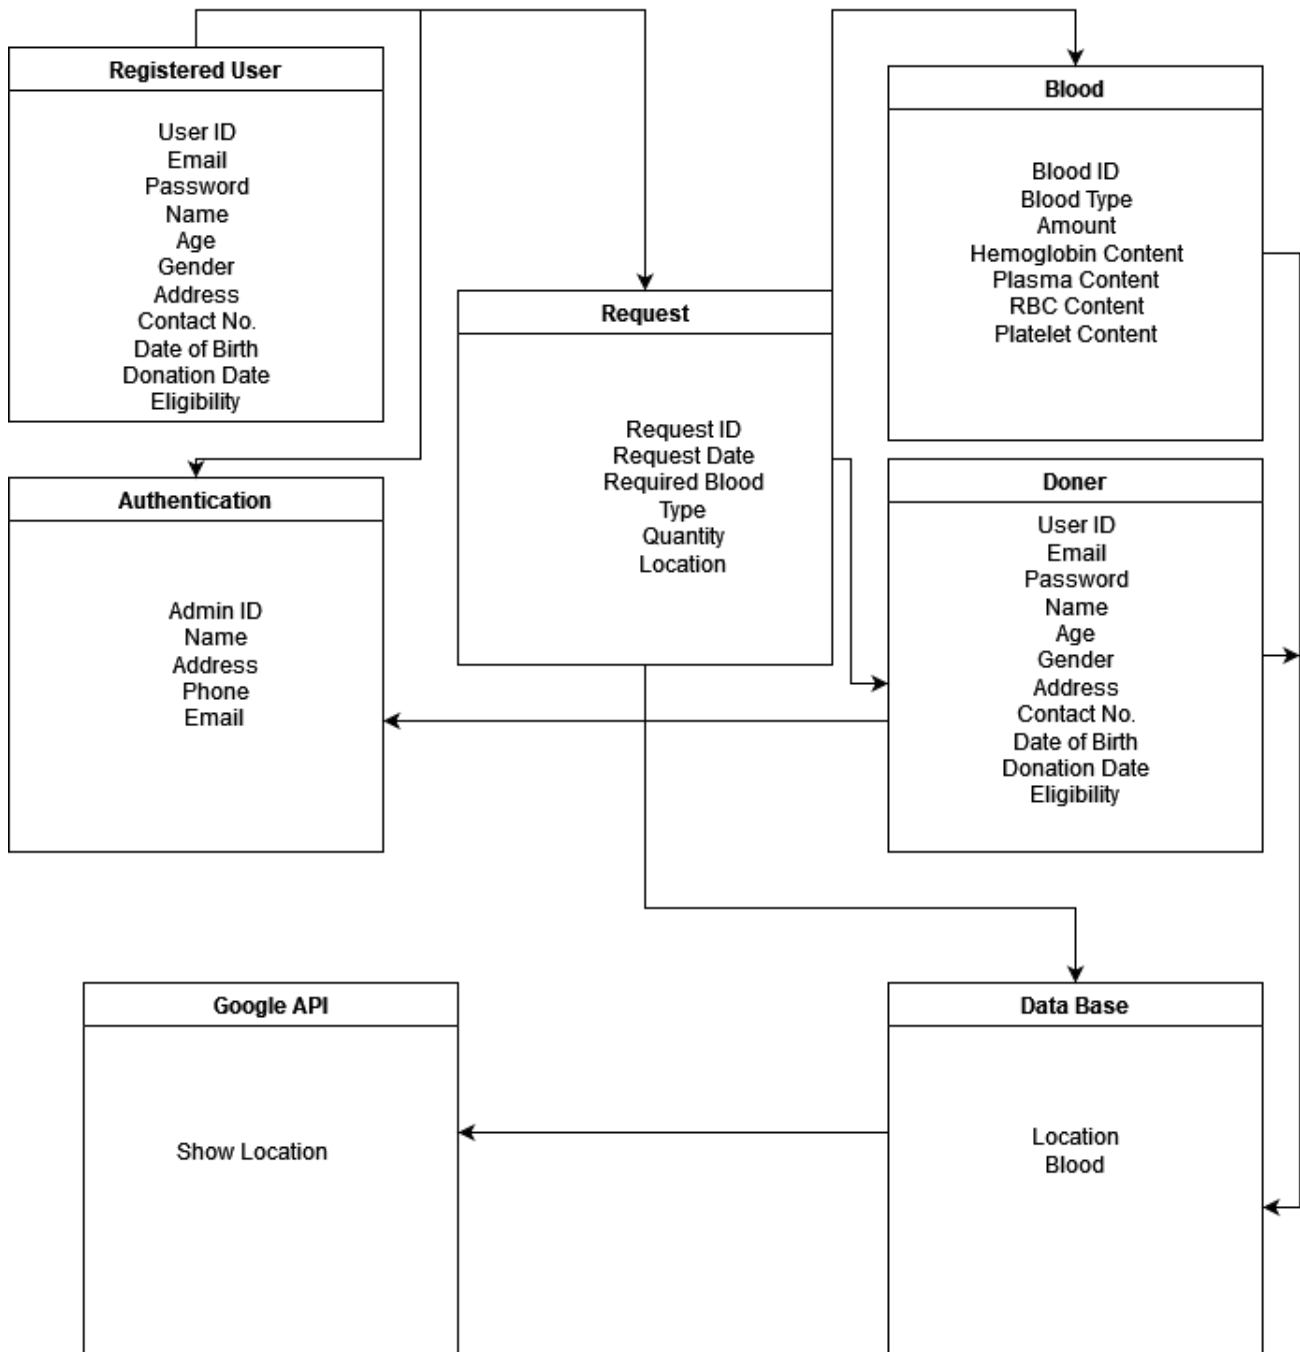 Registered User
User ID
Email
Password
Name
Age
Gender
Address
Contact No.
Date of Birth
Donation Date
Eligibility
Blood
Blood ID
Blood Type
Amount
Hemoglobin Content
Plasma Content
RBC Content
Platelet Content
Request
Request ID
Request Date
Required Blood
Type
Quantity
Location
Authentication
Admin ID
Name
Address
Phone
Email
Doner
User ID
Email
Password
Name
Age
Gender
Address
Contact No.
Date of Birth
Donation Date
Eligibility
Google API
Show Location
Data Base
Location
Blood